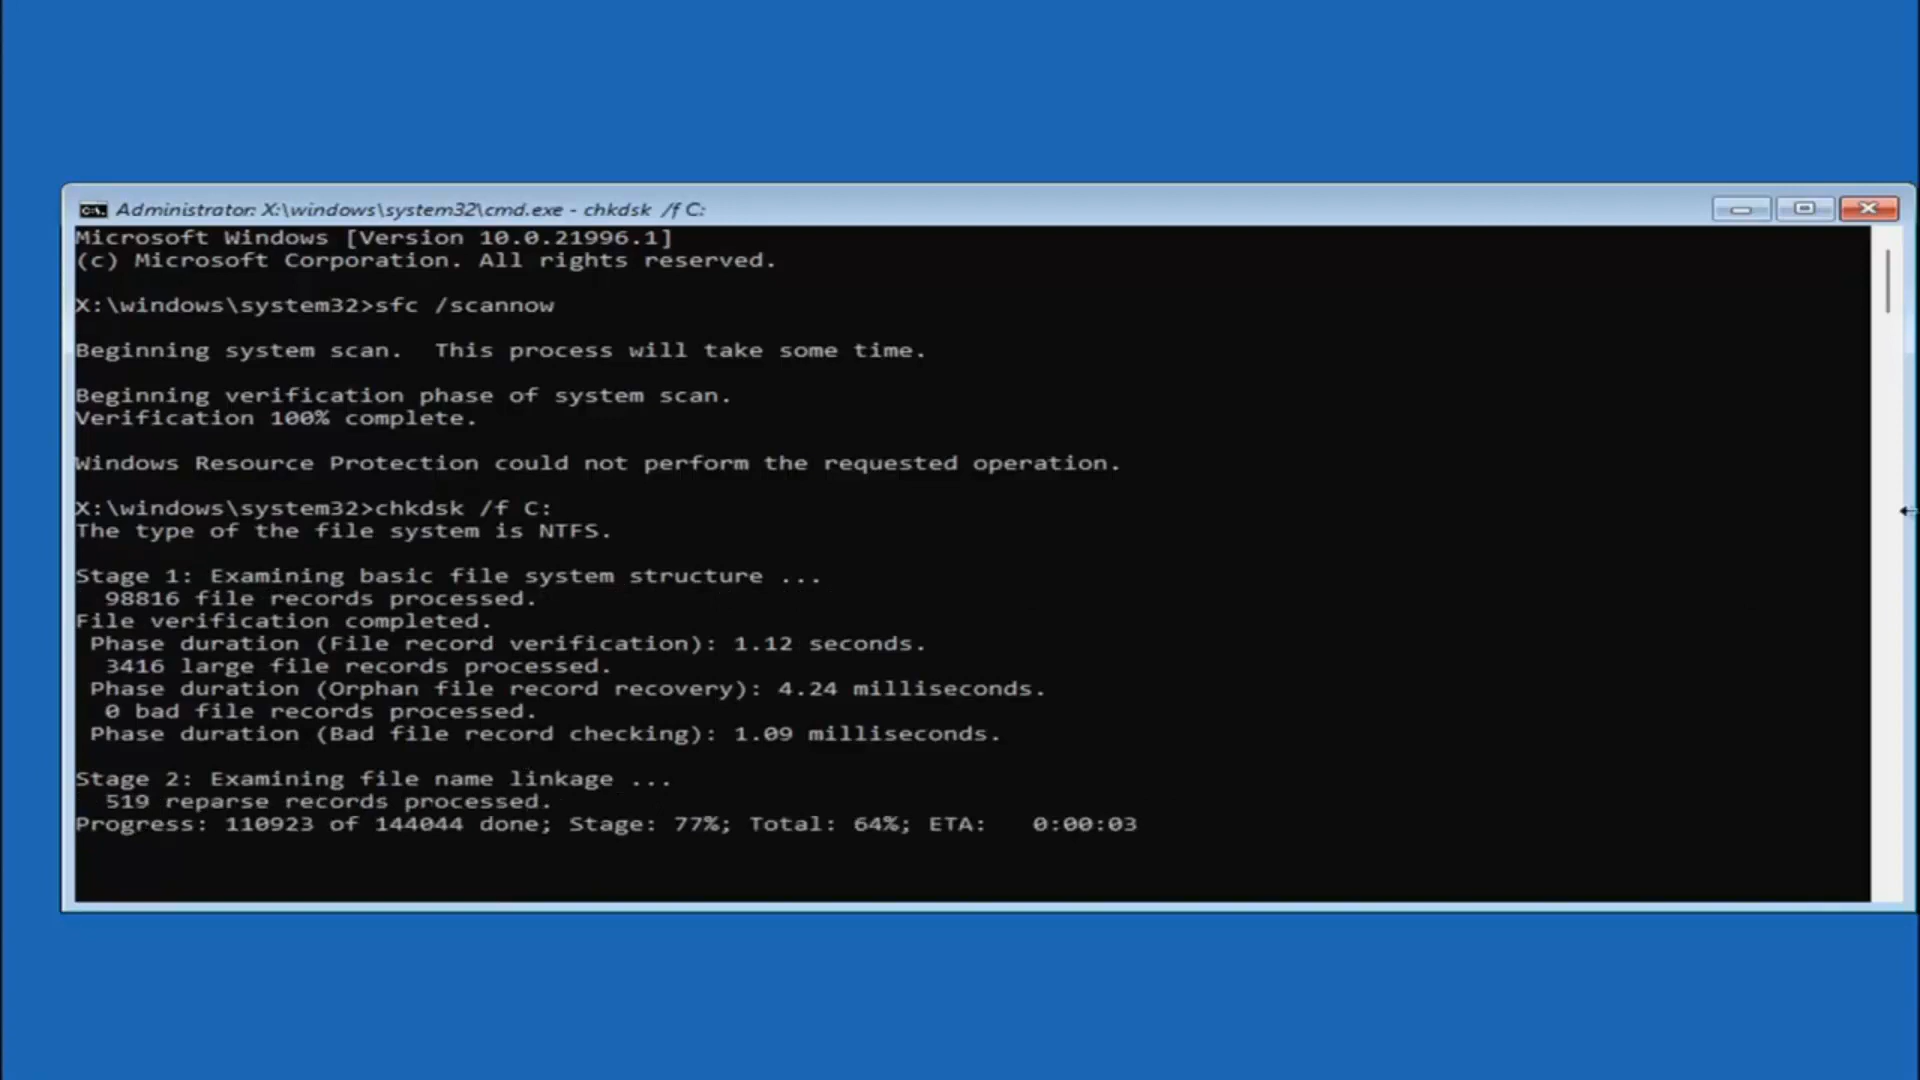 Administrator: X:\windows\system32\cmd.exe - chkdsk /f C:
Microsoft Windows [Version 10.0.21996.1]
(c) Microsoft Corporation. All rights reserved.
X:\windows\system32>sfc /scannow
Beginning system scan.  This process will take some time.
Beginning verification phase of system scan.
Verification 100% complete.
Windows Resource Protection could not perform the requested operation.
X:\windows\system32>chkdsk /f C:
The type of the file system is NTFS.
Stage 1: Examining basic file system structure ...
98816 file records processed.
File verification completed.
Phase duration (File record verification): 1.12 seconds.
3416 large file records processed.
Phase duration (Orphan file record recovery): 4.24 milliseconds.
0 bad file records processed.
Phase duration (Bad file record checking): 1.09 milliseconds.
Stage 2: Examining file name linkage ...
519 reparse records processed.
Progress: 110923 of 144044 done; Stage: 77%; Total: 64%; ETA:   0:00:03